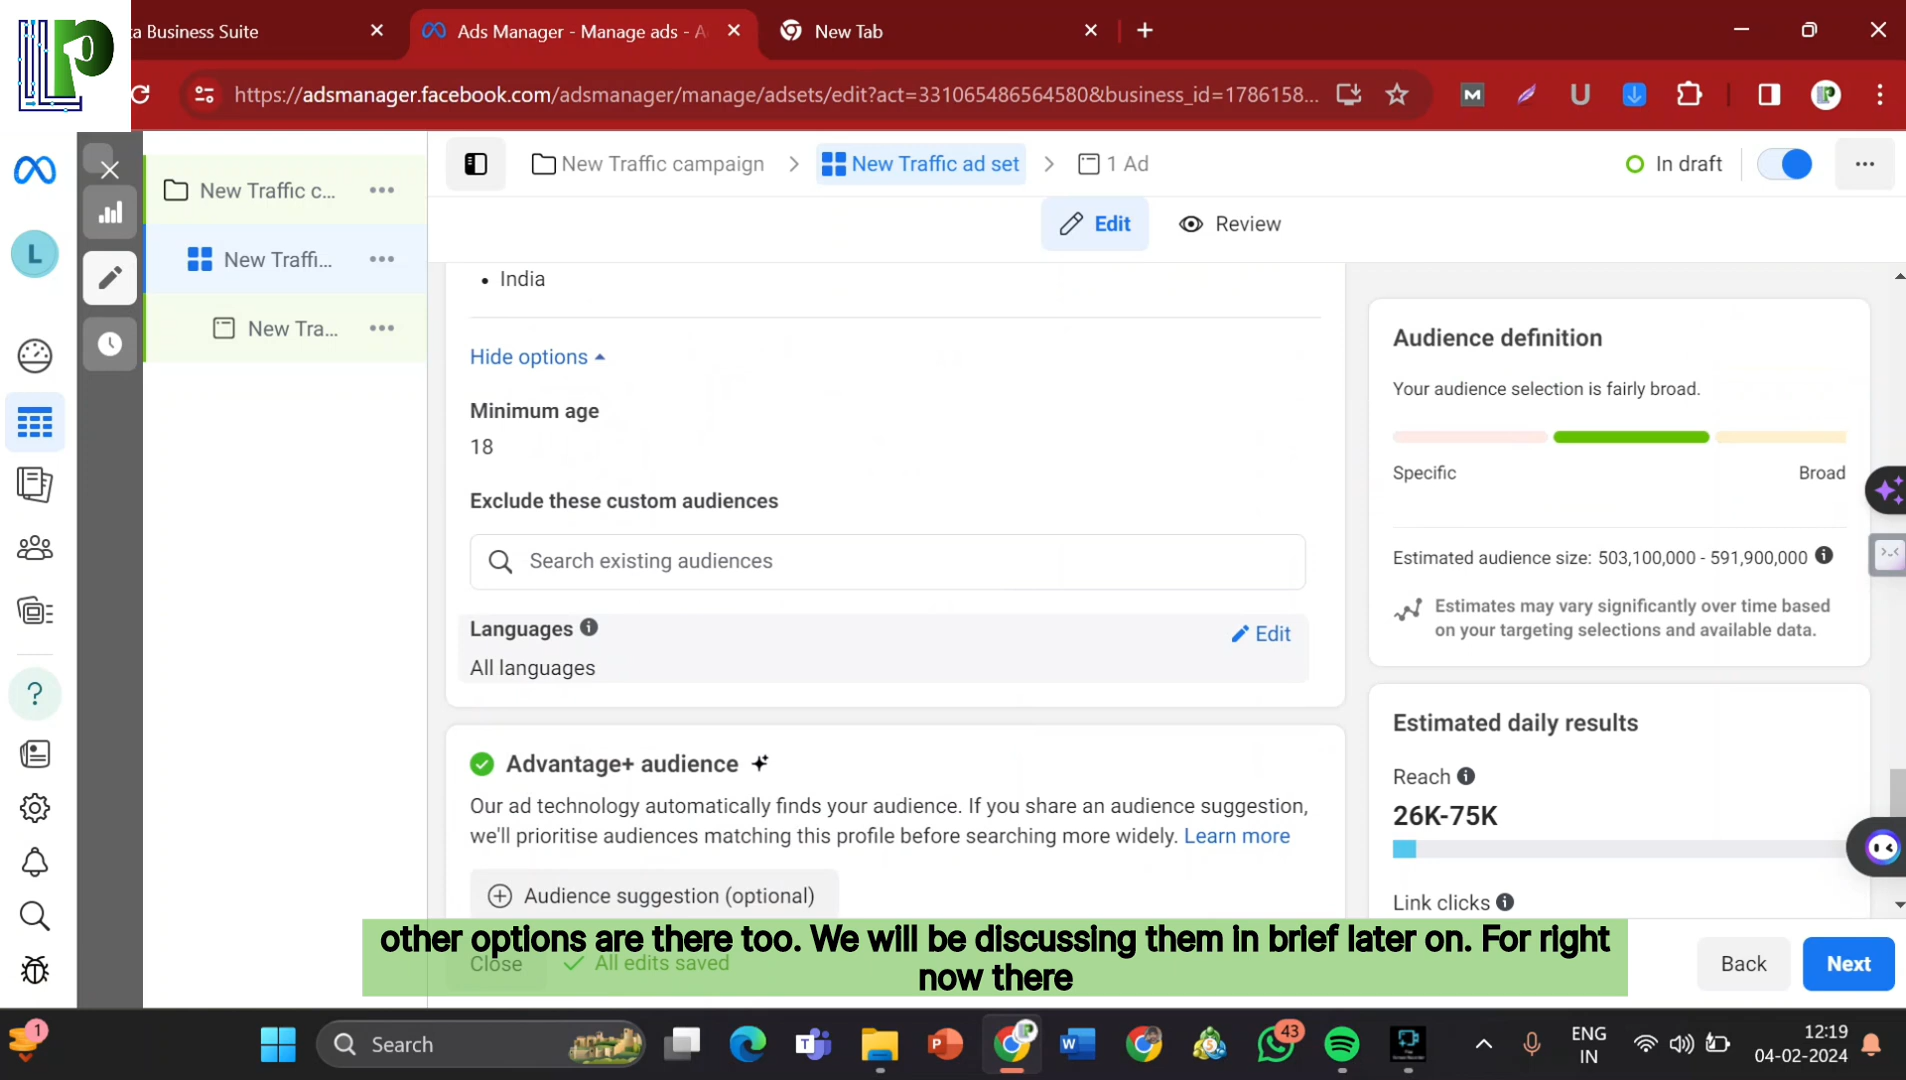 ta Business Suite
Ads Manager - Manage ads - A
New Tab
https://adsmanager.facebook.com/adsmanager/manage/adsets/edit?act=331065486564580&business_id=1786158...
LP
New Traffic campaign
New Traffic ad set
1 Ad
In draft
Edit
Review
L
New Traffic c...
New Traffi...
New Tra...
India
Hide options
Minimum age
18
Exclude these custom audiences
Search existing audiences
Languages
Edit
All languages
Advantage+ audience
Our ad technology automatically finds your audience. If you share an audience suggestion,
we'll prioritise audiences matching this profile before searching more widely. Learn more
Audience suggestion (optional)
Audience definition
Your audience selection is fairly broad.
Specific
Broad
Estimated audience size: 503,100,000 - 591,900,000
Estimates may vary significantly over time based
on your targeting selections and available data.
Estimated daily results
Reach
26K-75K
Link clicks
other options are there too. We will be discussing them in brief later on. For right
now there
Close
All edits saved
Back
Next
1
Search
43
ENG
IN
12:19
04-02-2024